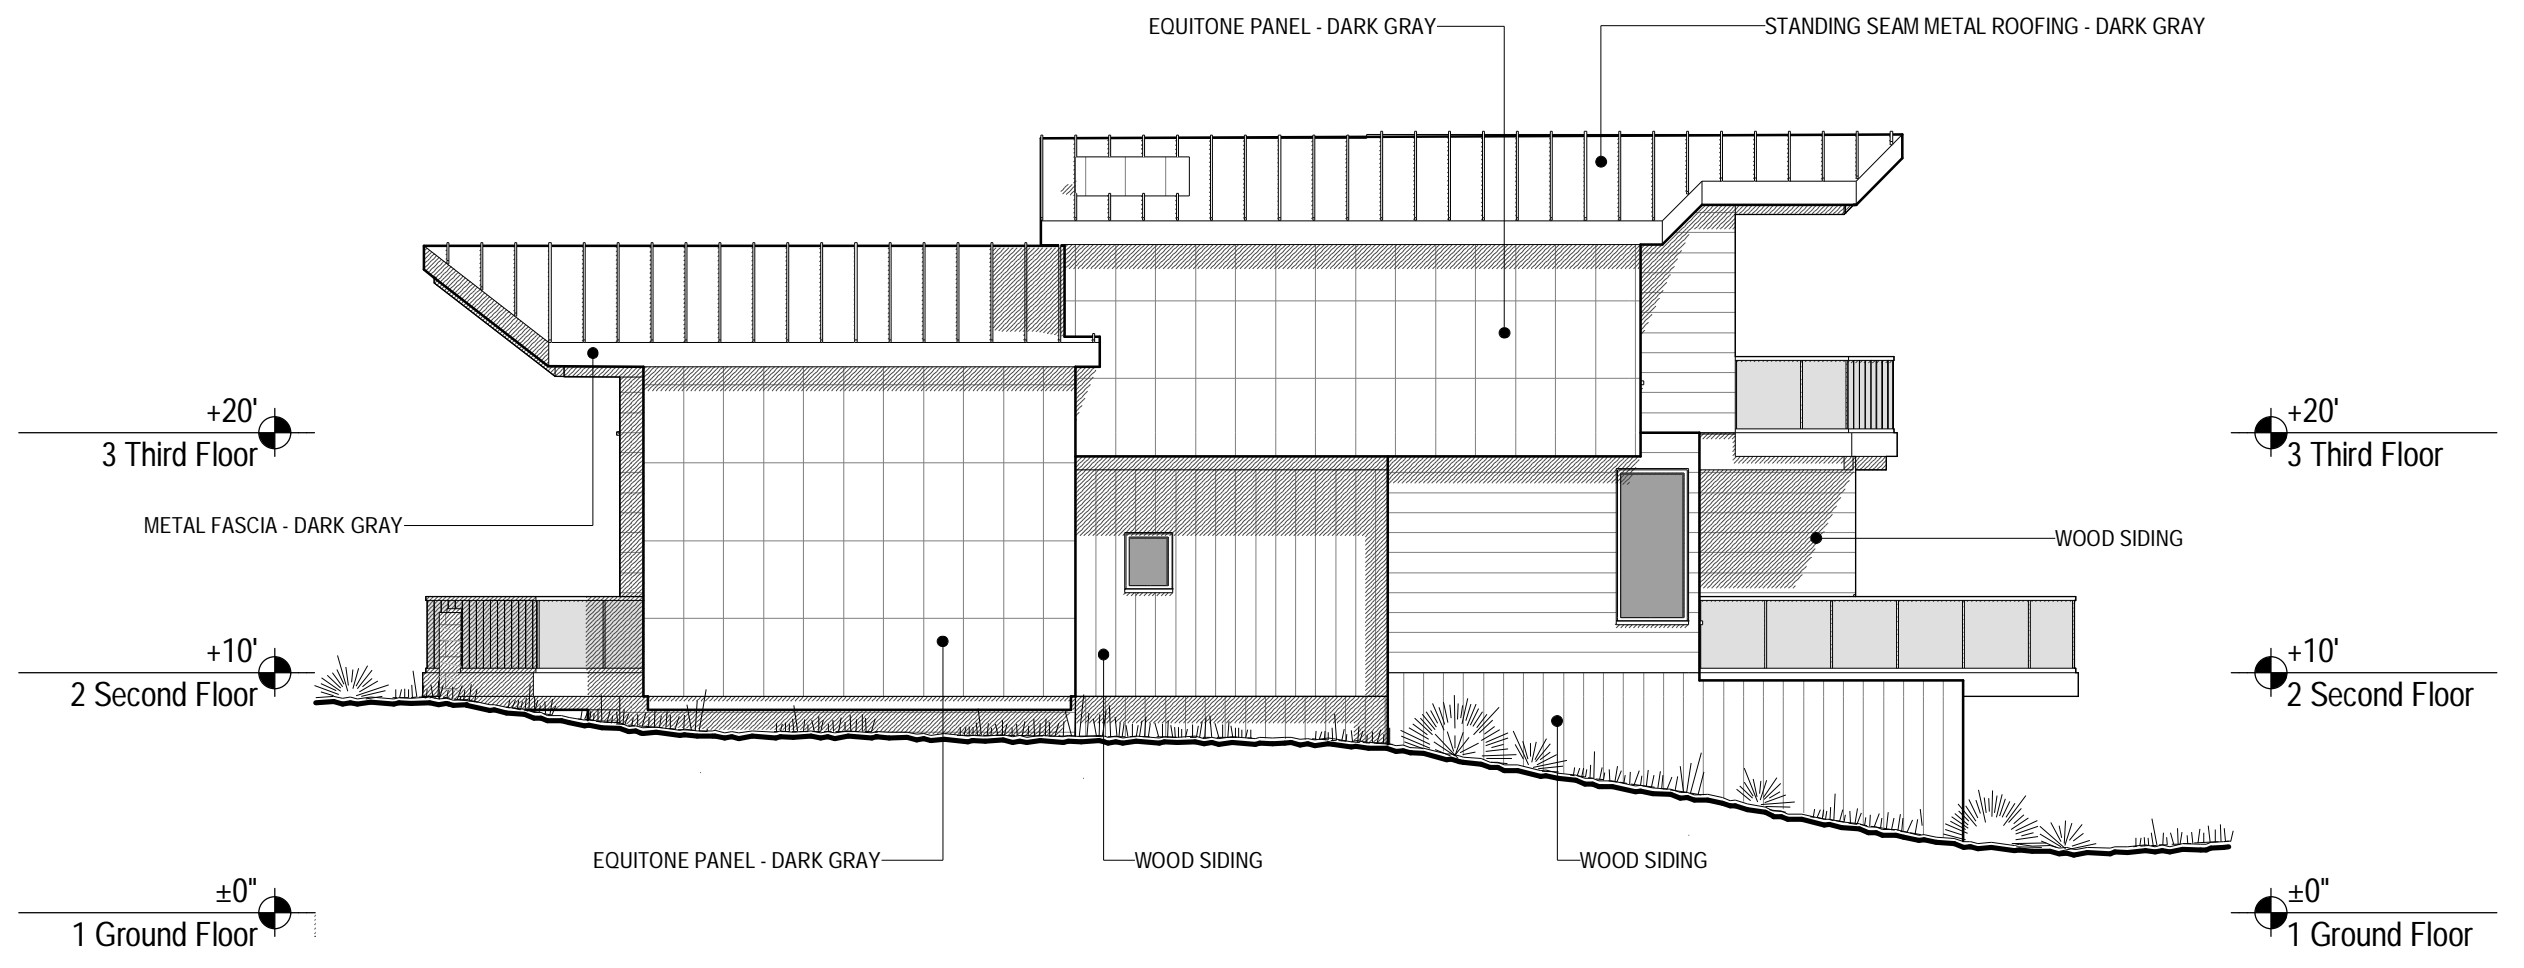 EQUITONE PANEL - DARK GRAY
STANDING SEAM METAL ROOFING - DARK GRAY
+20'
3 Third Floor
+20'
3 Third Floor
METAL FASCIA - DARK GRAY
WOOD SIDING
+10'
2 Second Floor
+10'
2 Second Floor
EQUITONE PANEL - DARK GRAY
WOOD SIDING
WOOD SIDING
±0"
1 Ground Floor
±0"
1 Ground Floor